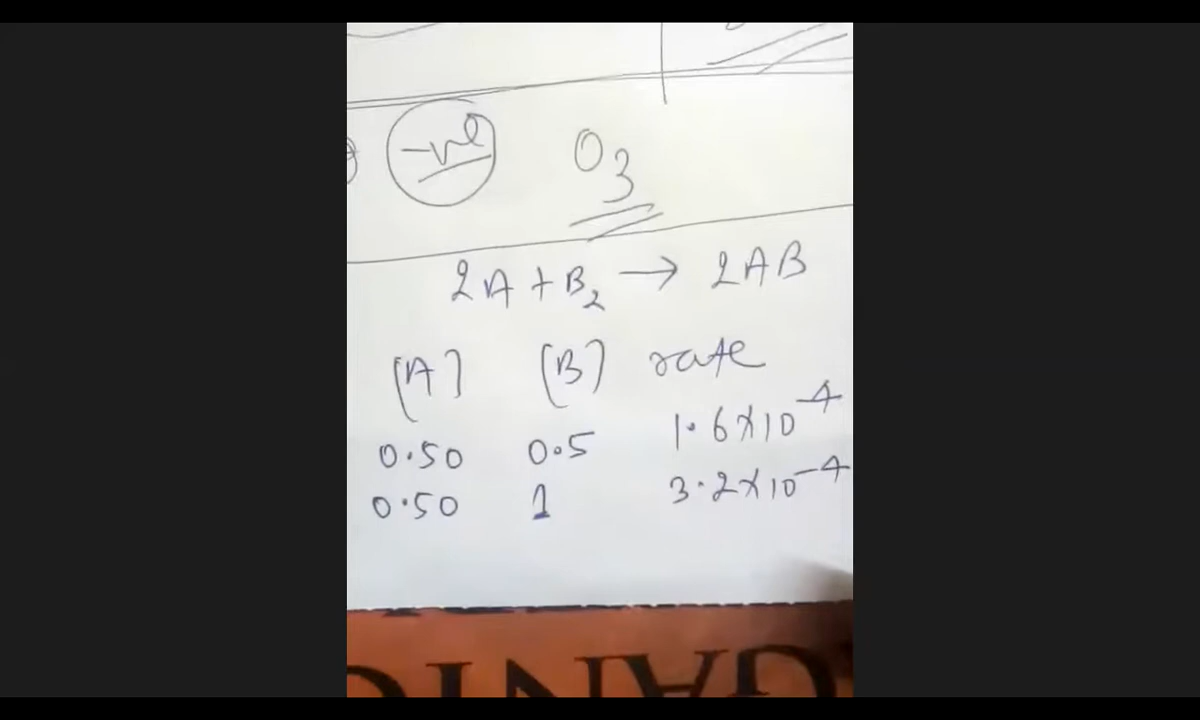 -ve O₃
2A + B₂ → 2AB
[A] [B] rate
0.50 0.5 1.6×10⁻⁴
0.50 1 3.2×10⁻⁴
GANIC